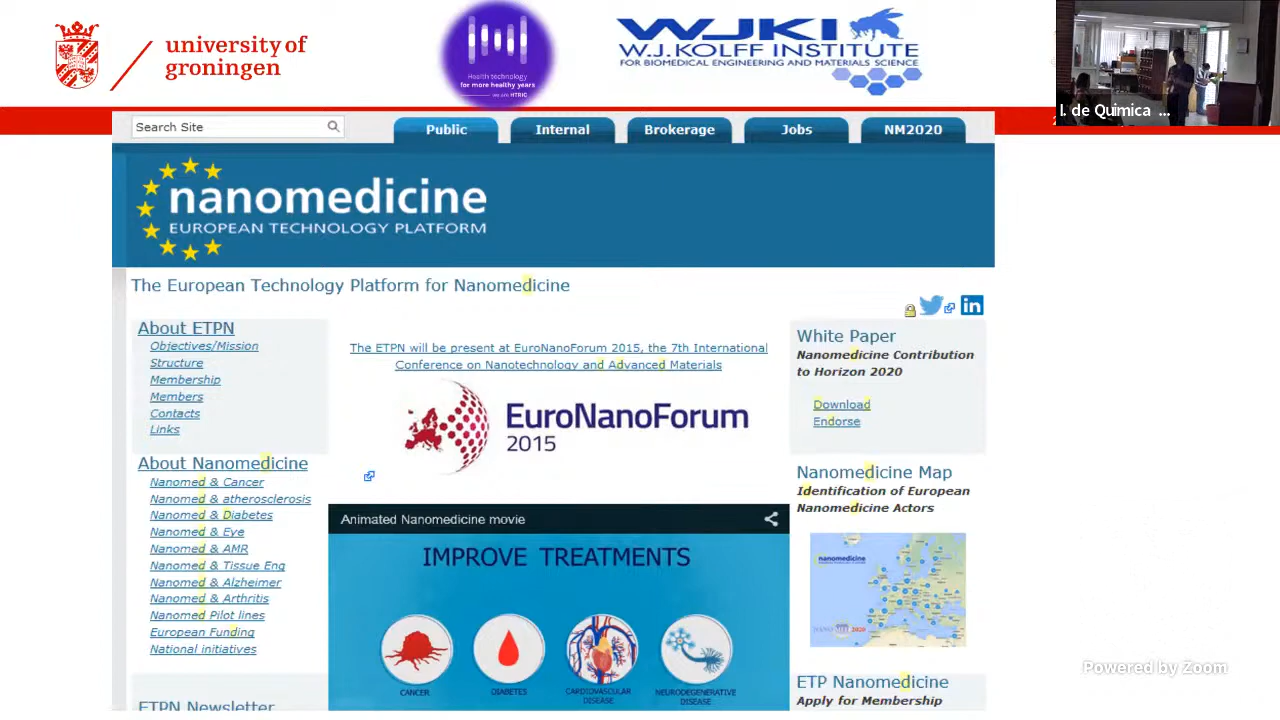 university of
groningen
Health technology
for more healthy years
we are HTRIC
WJKI
W.J.KOLFF INSTITUTE
FOR BIOMEDICAL ENGINEERING AND MATERIALS SCIENCE
I. de Quimica ...
Search Site
Public
Internal
Brokerage
Jobs
NM2020
nanomedicine
EUROPEAN TECHNOLOGY PLATFORM
The European Technology Platform for Nanomedicine
About ETPN
Objectives/Mission
Structure
Membership
Members
Contacts
Links
About Nanomedicine
Nanomed & Cancer
Nanomed & atherosclerosis
Nanomed & Diabetes
Nanomed & Eye
Nanomed & AMR
Nanomed & Tissue Eng
Nanomed & Alzheimer
Nanomed & Arthritis
Nanomed Pilot lines
European Funding
National initiatives
ETPN Newsletter
The ETPN will be present at EuroNanoForum 2015, the 7th International
Conference on Nanotechnology and Advanced Materials
EuroNanoForum
2015
Animated Nanomedicine movie
IMPROVE TREATMENTS
CANCER
DIABETES
CARDIOVASCULAR
DISEASE
NEURODEGENERATIVE
DISEASE
in
White Paper
Nanomedicine Contribution
to Horizon 2020
Download
Endorse
Nanomedicine Map
Identification of European
Nanomedicine Actors
nanomedicine
ETP Nanomedicine
Apply for Membership
Powered by Zoom